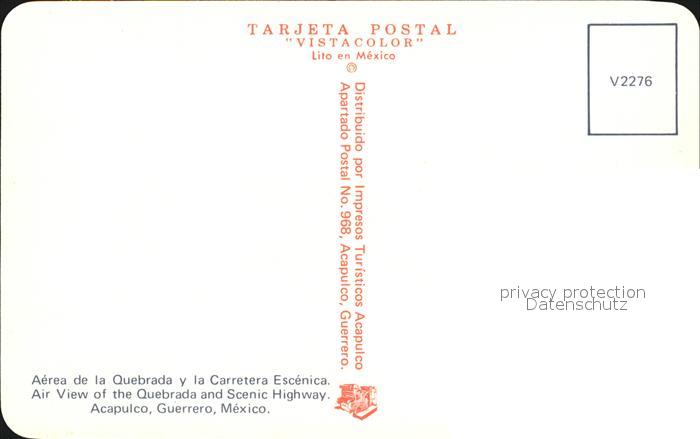 TARJETA POSTAL
"VISTACOLOR"
Lito en México
©
Distribuido por Impresos Turísticos Acapulco
Apartado Postal No. 968, Acapulco, Guerrero.
V2276
privacy protection
Datenschutz
Aérea de la Quebrada y la Carretera Escénica.
Air View of the Quebrada and Scenic Highway.
Acapulco, Guerrero, México.